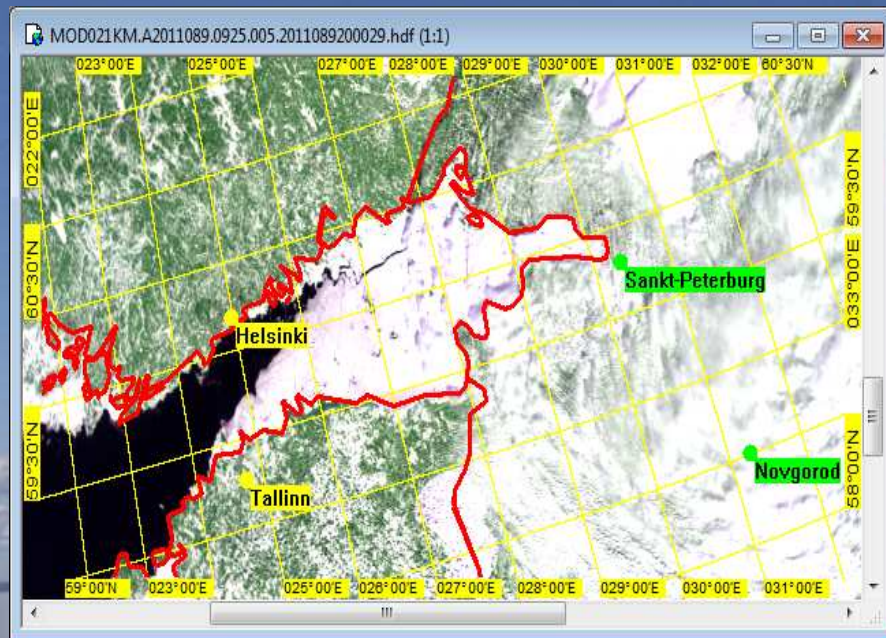 MOD021KM.A2011089.0925.005.2011089200029.hdf (1:1)
023°00'E 025°00'E 027°00'E 028°00'E 029°00'E 030°00'E 031°00'E 032°00'E 60°30'N
022°00'E
59°30'N
60°30'N
033°00'E
Sankt-Peterburg
Helsinki
59°30'N
58°00'N
Tallinn
Novgorod
59°00'N 023°00'E 025°00'E 026°00'E 027°00'E 028°00'E 029°00'E 030°00'E 031°00'E